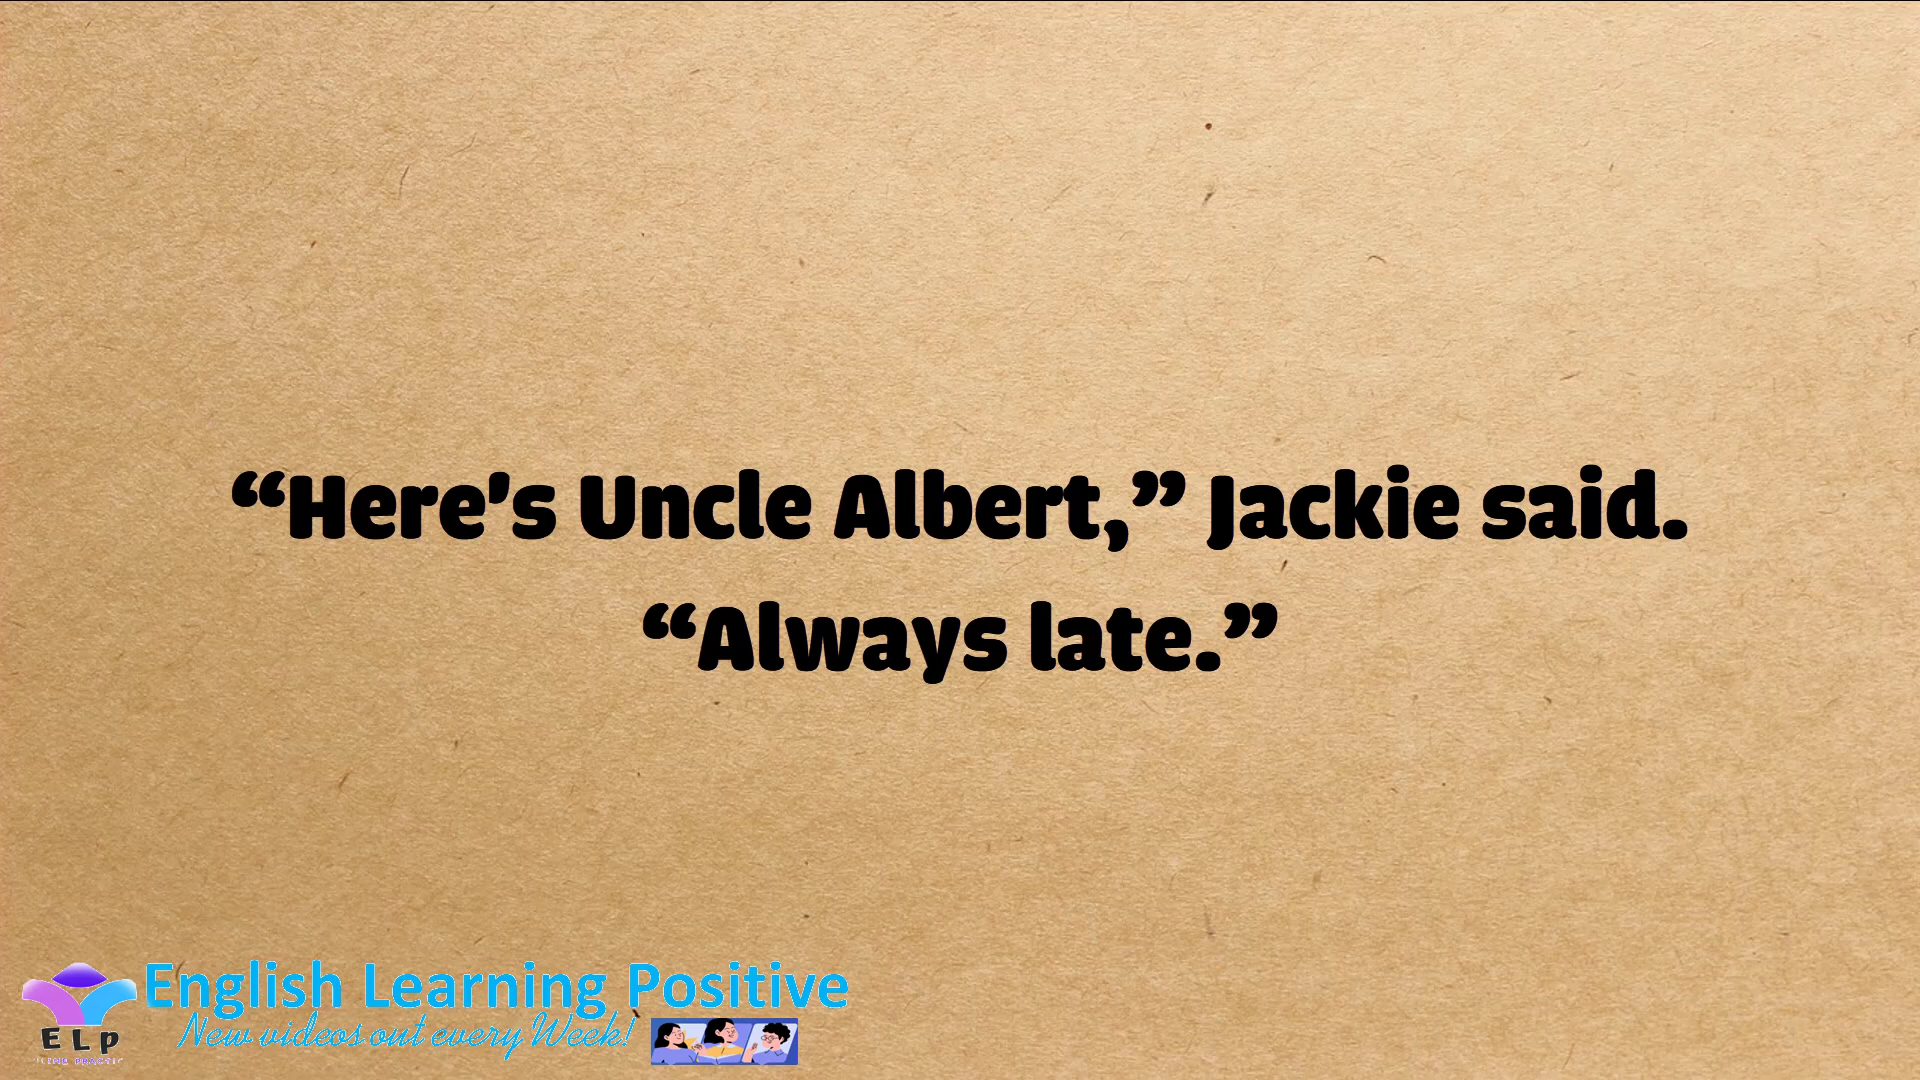 “Here's Uncle Albert,” Jackie said.
“Always late.”
English Learning Positive
New videos out every Week!
ELP